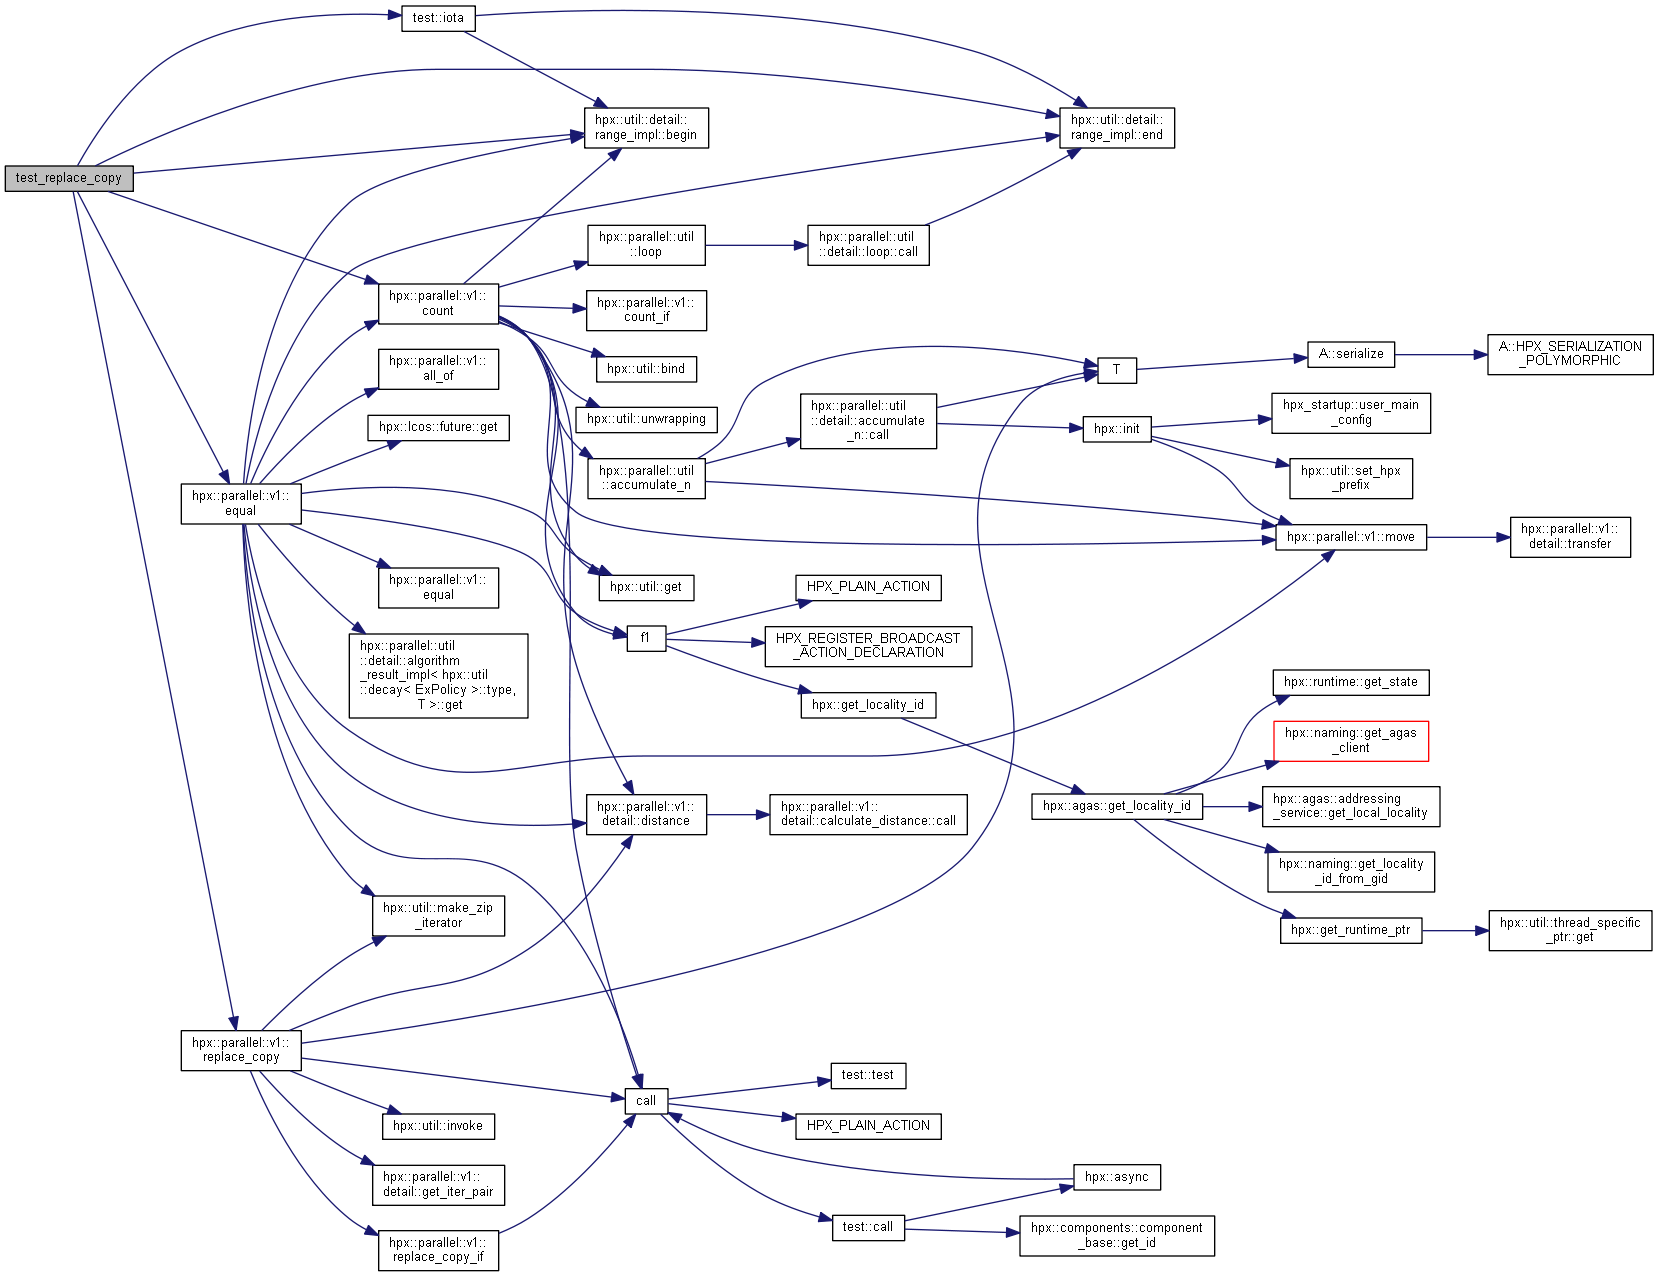 test::iota
hpx::util::detail::
range_impl::begin
hpx::util::detail::
range_impl::end
test_replace_copy
hpx::parallel::util
::loop
hpx::parallel::util
::detail::loop::call
hpx::parallel::v1::
count
hpx::parallel::v1::
count_if
hpx::parallel::v1::
all_of
hpx::util::bind
T
A::serialize
A::HPX_SERIALIZATION
_POLYMORPHIC
hpx::lcos::future::get
hpx::util::unwrapping
hpx::parallel::util
::detail::accumulate
_n::call
hpx::init
hpx_startup::user_main
_config
hpx::parallel::util
::accumulate_n
hpx::util::set_hpx
_prefix
hpx::parallel::v1::
equal
hpx::parallel::v1::move
hpx::parallel::v1::
detail::transfer
hpx::parallel::v1::
equal
hpx::util::get
HPX_PLAIN_ACTION
f1
HPX_REGISTER_BROADCAST
_ACTION_DECLARATION
hpx::parallel::util
::detail::algorithm
_result_impl< hpx::util
::decay< ExPolicy >::type,
T >::get
hpx::get_locality_id
hpx::runtime::get_state
hpx::naming::get_agas
_client
hpx::parallel::v1::
detail::distance
hpx::parallel::v1::
detail::calculate_distance::call
hpx::agas::get_locality_id
hpx::agas::addressing
_service::get_local_locality
hpx::naming::get_locality
_id_from_gid
hpx::util::make_zip
_iterator
hpx::get_runtime_ptr
hpx::util::thread_specific
_ptr::get
hpx::parallel::v1::
replace_copy
test::test
call
hpx::util::invoke
HPX_PLAIN_ACTION
hpx::parallel::v1::
detail::get_iter_pair
hpx::async
test::call
hpx::components::component
_base::get_id
hpx::parallel::v1::
replace_copy_if